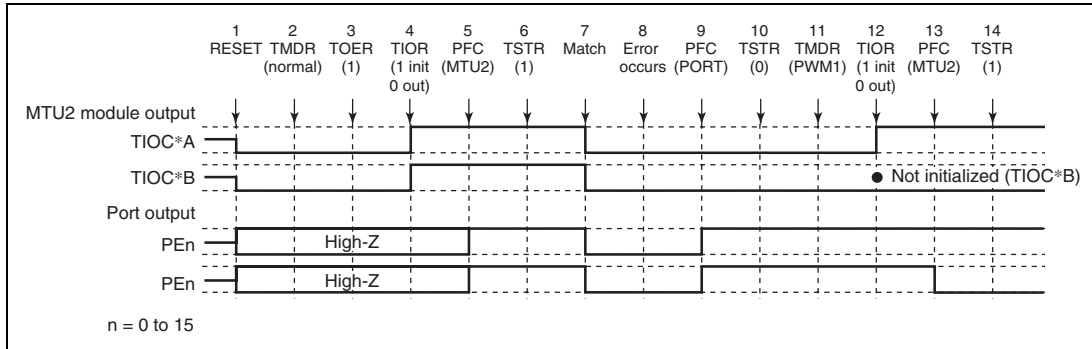 1 2 3 4 5 6 7 8 9 10 11 12 13 14
RESET TMDR TOER TIOR PFC TSTR Match Error PFC TSTR TMDR TIOR PFC TSTR
(normal) (1) (1 init (MTU2) (1) occurs (PORT) (0) (PWM1) (1 init (MTU2) (1)
0 out) 0 out)
MTU2 module output
TIOC*A
TIOC*B ● Not initialized (TIOC*B)
Port output
PEn High-Z
PEn High-Z
n = 0 to 15